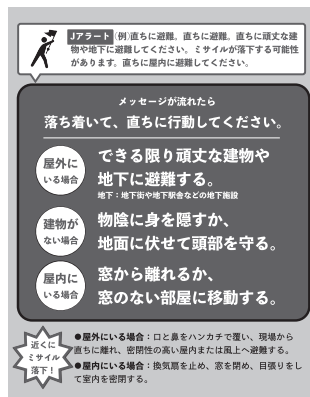 Jアラート (例)直ちに避難。直ちに避難。直ちに頑丈な建
物や地下に避難してください。ミサイルが落下する可能性
があります。直ちに屋内に避難してください。
メッセージが流れたら
落ち着いて、直ちに行動してください。
屋外に
いる場合
できる限り頑丈な建物や
地下に避難する。
地下：地下街や地下駅舎などの地下施設
建物が
ない場合
物陰に身を隠すか、
地面に伏せて頭部を守る。
屋内に
いる場合
窓から離れるか、
窓のない部屋に移動する。
近くに
ミサイル
落下！
●屋外にいる場合：口と鼻をハンカチで覆い、現場から
直ちに離れ、密閉性の高い屋内または風上へ避難する。
●屋内にいる場合：換気扇を止め、窓を閉め、目張りをし
て室内を密閉する。